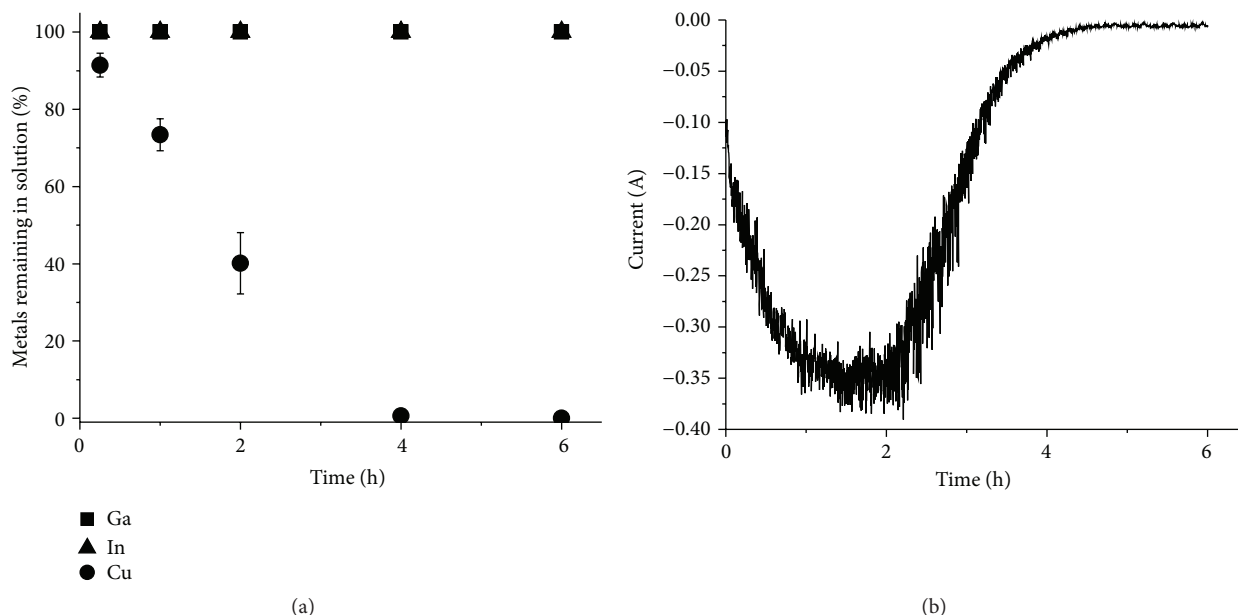 100
80
60
40
20
0
Metals remaining in solution (%)
0 2 4 6
Time (h)
Ga
In
Cu
(a)
0.00
−0.05
−0.10
−0.15
−0.20
−0.25
−0.30
−0.35
−0.40
Current (A)
0 2 4 6
Time (h)
(b)